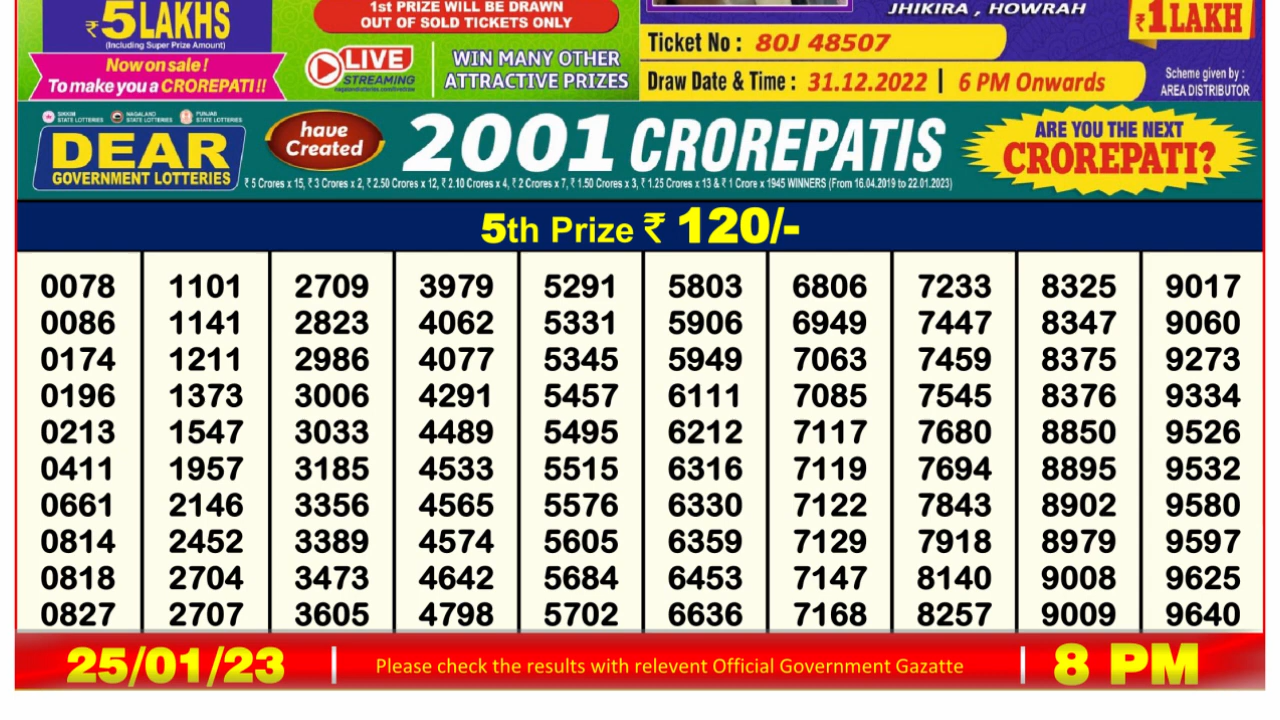 ₹5 LAKHS
(Including Super Prize Amount)
Now on sale !
To make you a CROREPATI !!
1st PRIZE WILL BE DRAWN
OUT OF SOLD TICKETS ONLY
LIVE
STREAMING
WIN MANY OTHER
ATTRACTIVE PRIZES
JHIKIRA , HOWRAH
Ticket No : 80J 48507
Draw Date & Time : 31.12.2022 | 6 PM Onwards
₹1 LAKH
Scheme given by :
AREA DISTRIBUTOR
SIKKIM STATE LOTTERIES NAGALAND STATE LOTTERIES PUNJAB STATE LOTTERIES
DEAR
GOVERNMENT LOTTERIES
have
Created
2001 CROREPATIS
₹ 5 Crores x 15, ₹ 3 Crores x 2, ₹ 2.50 Crores x 12, ₹ 2.10 Crores x 4, ₹ 2 Crores x 7, ₹ 1.50 Crores x 3, ₹ 1.25 Crores x 13 & ₹ 1 Crore x 1945 WINNERS (From 16.04.2019 to 22.01.2023)
ARE YOU THE NEXT
CROREPATI?
5th Prize ₹ 120/-
0078 1101 2709 3979 5291 5803 6806 7233 8325 9017
0086 1141 2823 4062 5331 5906 6949 7447 8347 9060
0174 1211 2986 4077 5345 5949 7063 7459 8375 9273
0196 1373 3006 4291 5457 6111 7085 7545 8376 9334
0213 1547 3033 4489 5495 6212 7117 7680 8850 9526
0411 1957 3185 4533 5515 6316 7119 7694 8895 9532
0661 2146 3356 4565 5576 6330 7122 7843 8902 9580
0814 2452 3389 4574 5605 6359 7129 7918 8979 9597
0818 2704 3473 4642 5684 6453 7147 8140 9008 9625
0827 2707 3605 4798 5702 6636 7168 8257 9009 9640
25/01/23 | Please check the results with relevent Official Government Gazatte | 8 PM